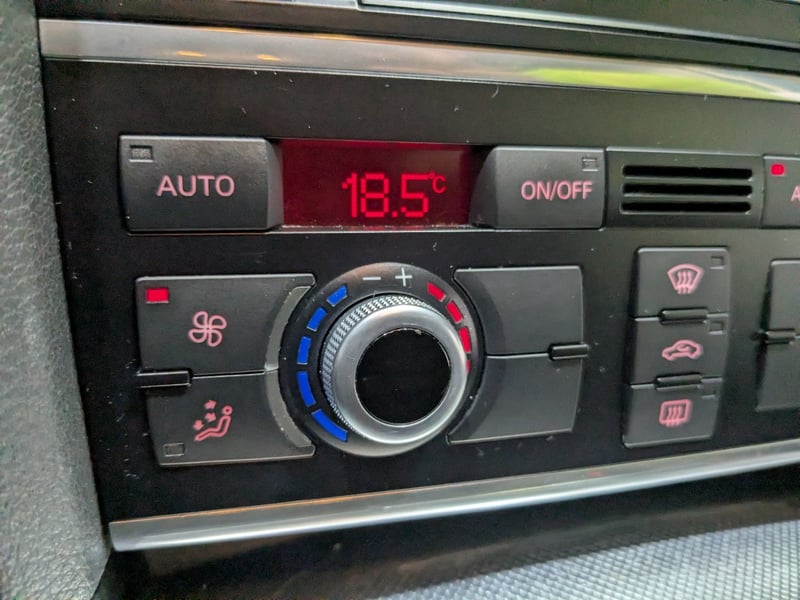 AUTO
18.5°C
ON/OFF
- +